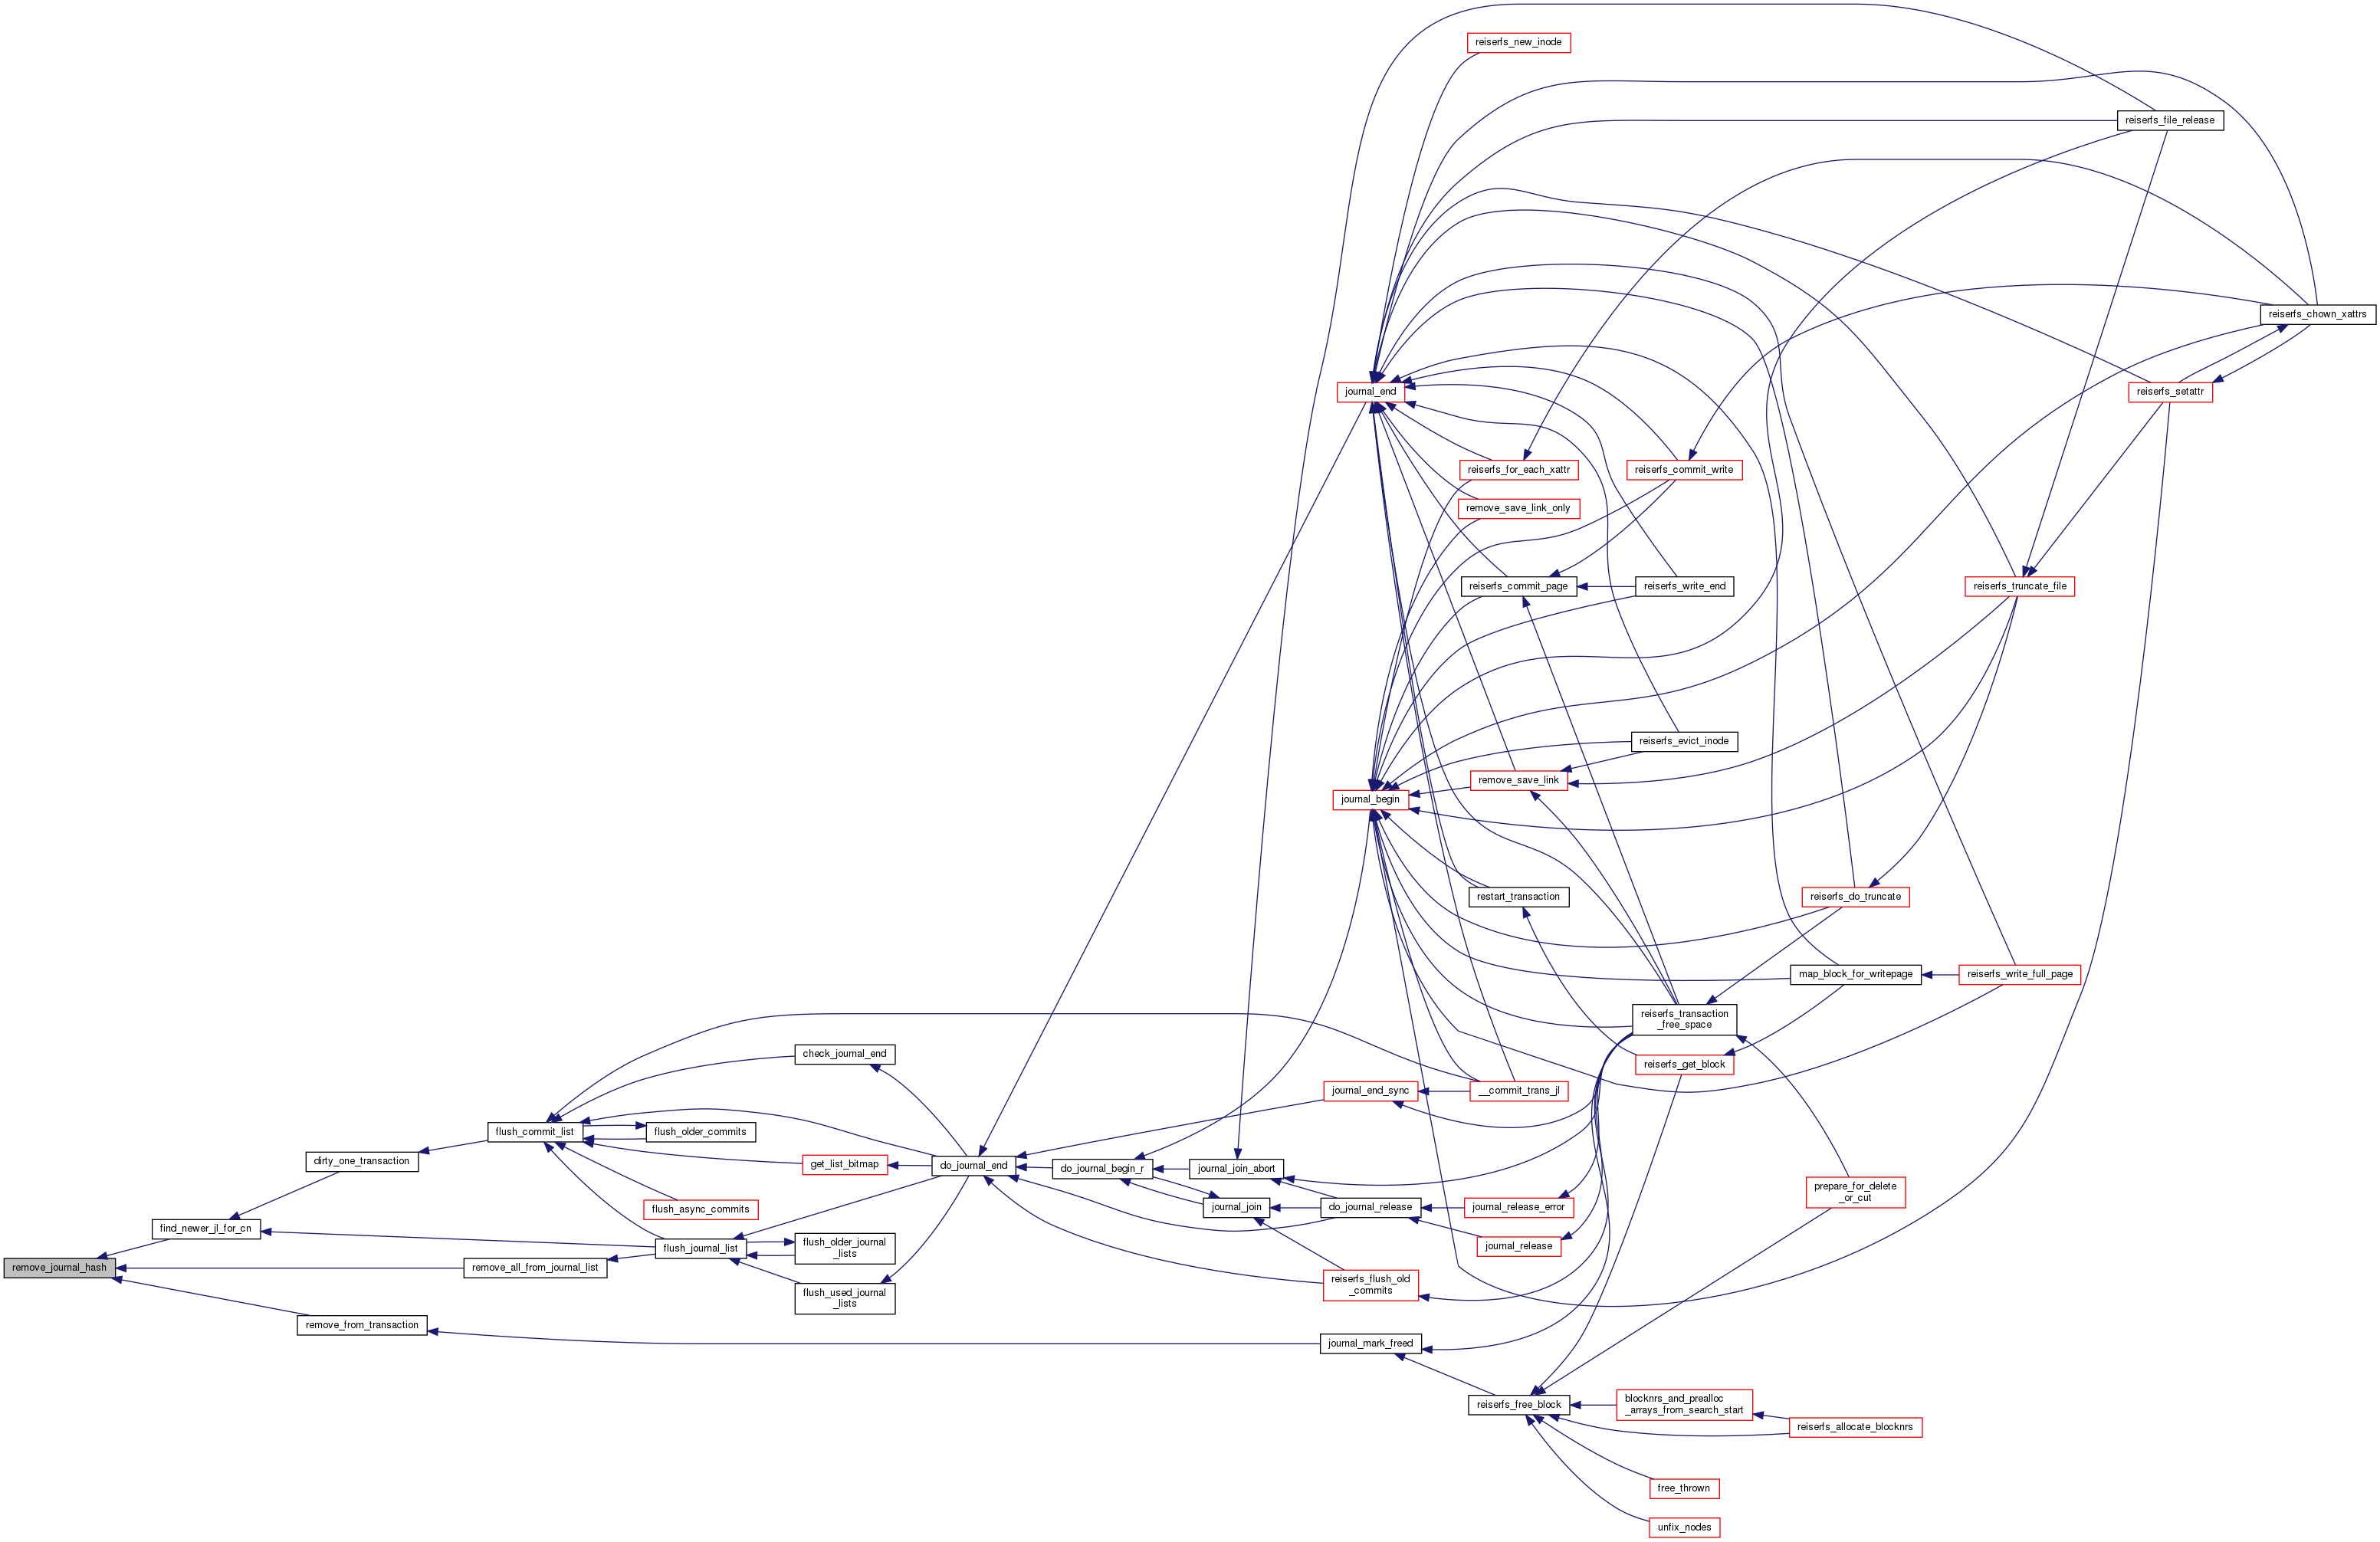 reiserfs_new_inode
reiserfs_file_release
reiserfs_chown_xattrs
journal_end
reiserfs_setattr
reiserfs_for_each_xattr
reiserfs_commit_write
remove_save_link_only
reiserfs_commit_page
reiserfs_write_end
reiserfs_truncate_file
reiserfs_evict_inode
remove_save_link
journal_begin
restart_transaction
reiserfs_do_truncate
map_block_for_writepage
reiserfs_write_full_page
reiserfs_transaction
_free_space
check_journal_end
reiserfs_get_block
journal_end_sync
__commit_trans_jl
flush_commit_list
flush_older_commits
dirty_one_transaction
get_list_bitmap
do_journal_end
do_journal_begin_r
journal_join_abort
prepare_for_delete
_or_cut
flush_async_commits
journal_join
do_journal_release
journal_release_error
find_newer_jl_for_cn
flush_journal_list
flush_older_journal
_lists
journal_release
remove_journal_hash
remove_all_from_journal_list
flush_used_journal
_lists
reiserfs_flush_old
_commits
remove_from_transaction
journal_mark_freed
reiserfs_free_block
blocknrs_and_prealloc
_arrays_from_search_start
reiserfs_allocate_blocknrs
free_thrown
unfix_nodes